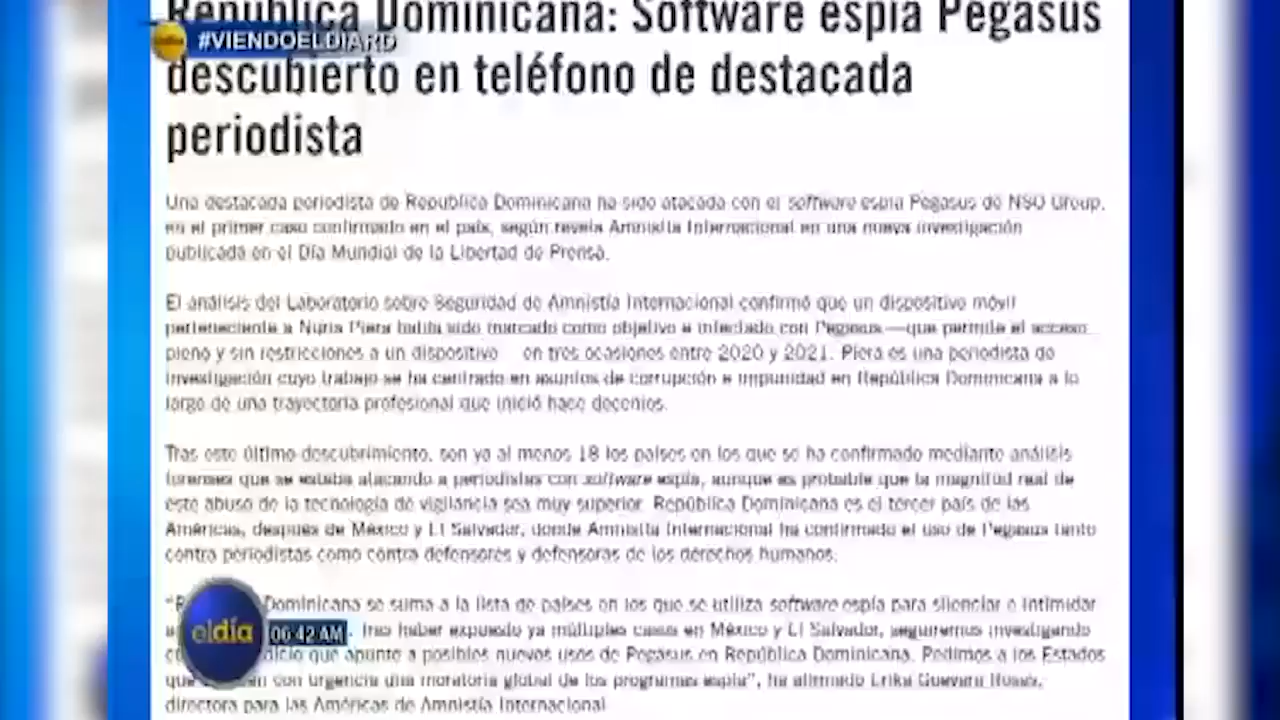 República Dominicana: Software espía Pegasus
#VIENDOELDIARD
descubierto en teléfono de destacada
periodista
Una destacada periodista de República Dominicana ha sido atacada con el software espía Pegasus de NSO Group,
en el primer caso confirmado en el país, según revela Amnistía Internacional en una nueva investigación
publicada en el Día Mundial de la Libertad de Prensa.
El análisis del Laboratorio sobre Seguridad de Amnistía Internacional confirmó que un dispositivo móvil
perteneciente a Nuria Piera había sido marcado como objetivo e infectado con Pegasus —que permite el acceso
pleno y sin restricciones a un dispositivo en tres ocasiones entre 2020 y 2021. Piera es una periodista de
investigación cuyo trabajo se ha centrado en asuntos de corrupción e impunidad en República Dominicana a lo
largo de una trayectoria profesional que inició hace decenios.
Tras este último descubrimiento, son ya al menos 18 los países en los que se ha confirmado mediante análisis
forenses que se estaba atacando a periodistas con software espía, aunque es probable que la magnitud real de
este abuso de la tecnología de vigilancia sea muy superior. República Dominicana es el tercer país de las
Américas, después de México y El Salvador, donde Amnistía Internacional ha confirmado el uso de Pegasus tanto
contra periodistas como contra defensores y defensoras de los derechos humanos.
Dominicana se suma a la lista de países en los que se utiliza software espía para silenciar e intimidar
Tras haber expuesto ya múltiples casos en México y El Salvador, seguiremos investigando
que apunte a posibles nuevos usos de Pegasus en República Dominicana. Pedimos a los Estados
que con urgencia una moratoria global de los programas espía", ha afirmado Erika Guevara Rosas,
directora para las Américas de Amnistía Internacional
el día
06:42 AM